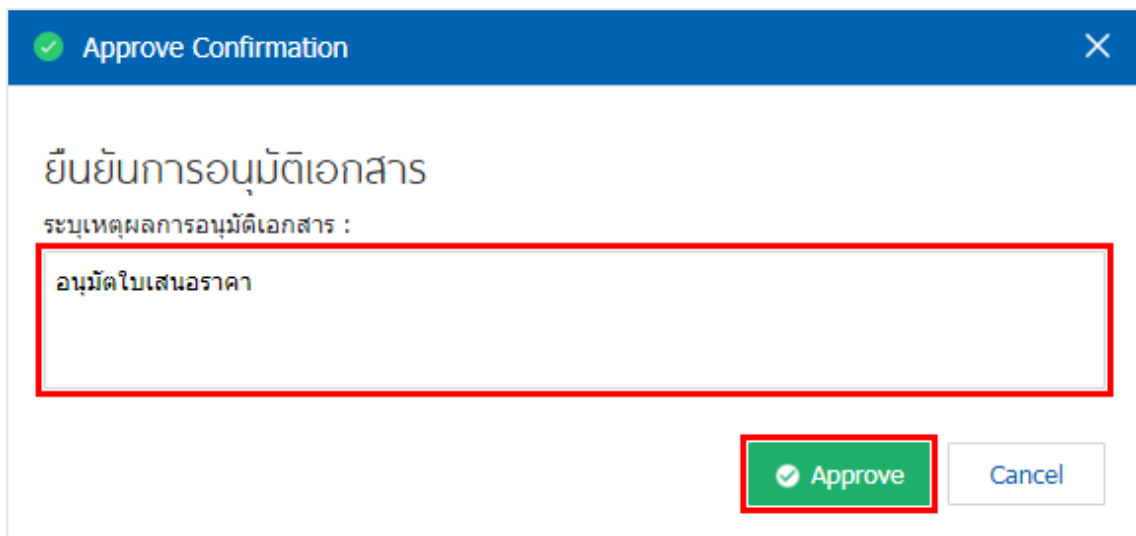 Approve Confirmation
ยืนยันการอนุมัติเอกสาร
ระบุเหตุผลการอนุมัติเอกสาร :
อนุมัตใบเสนอราคา
Approve
Cancel